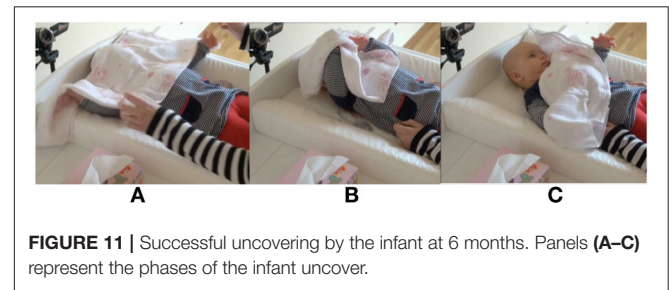 A B C
FIGURE 11 | Successful uncovering by the infant at 6 months. Panels (A–C)
represent the phases of the infant uncover.